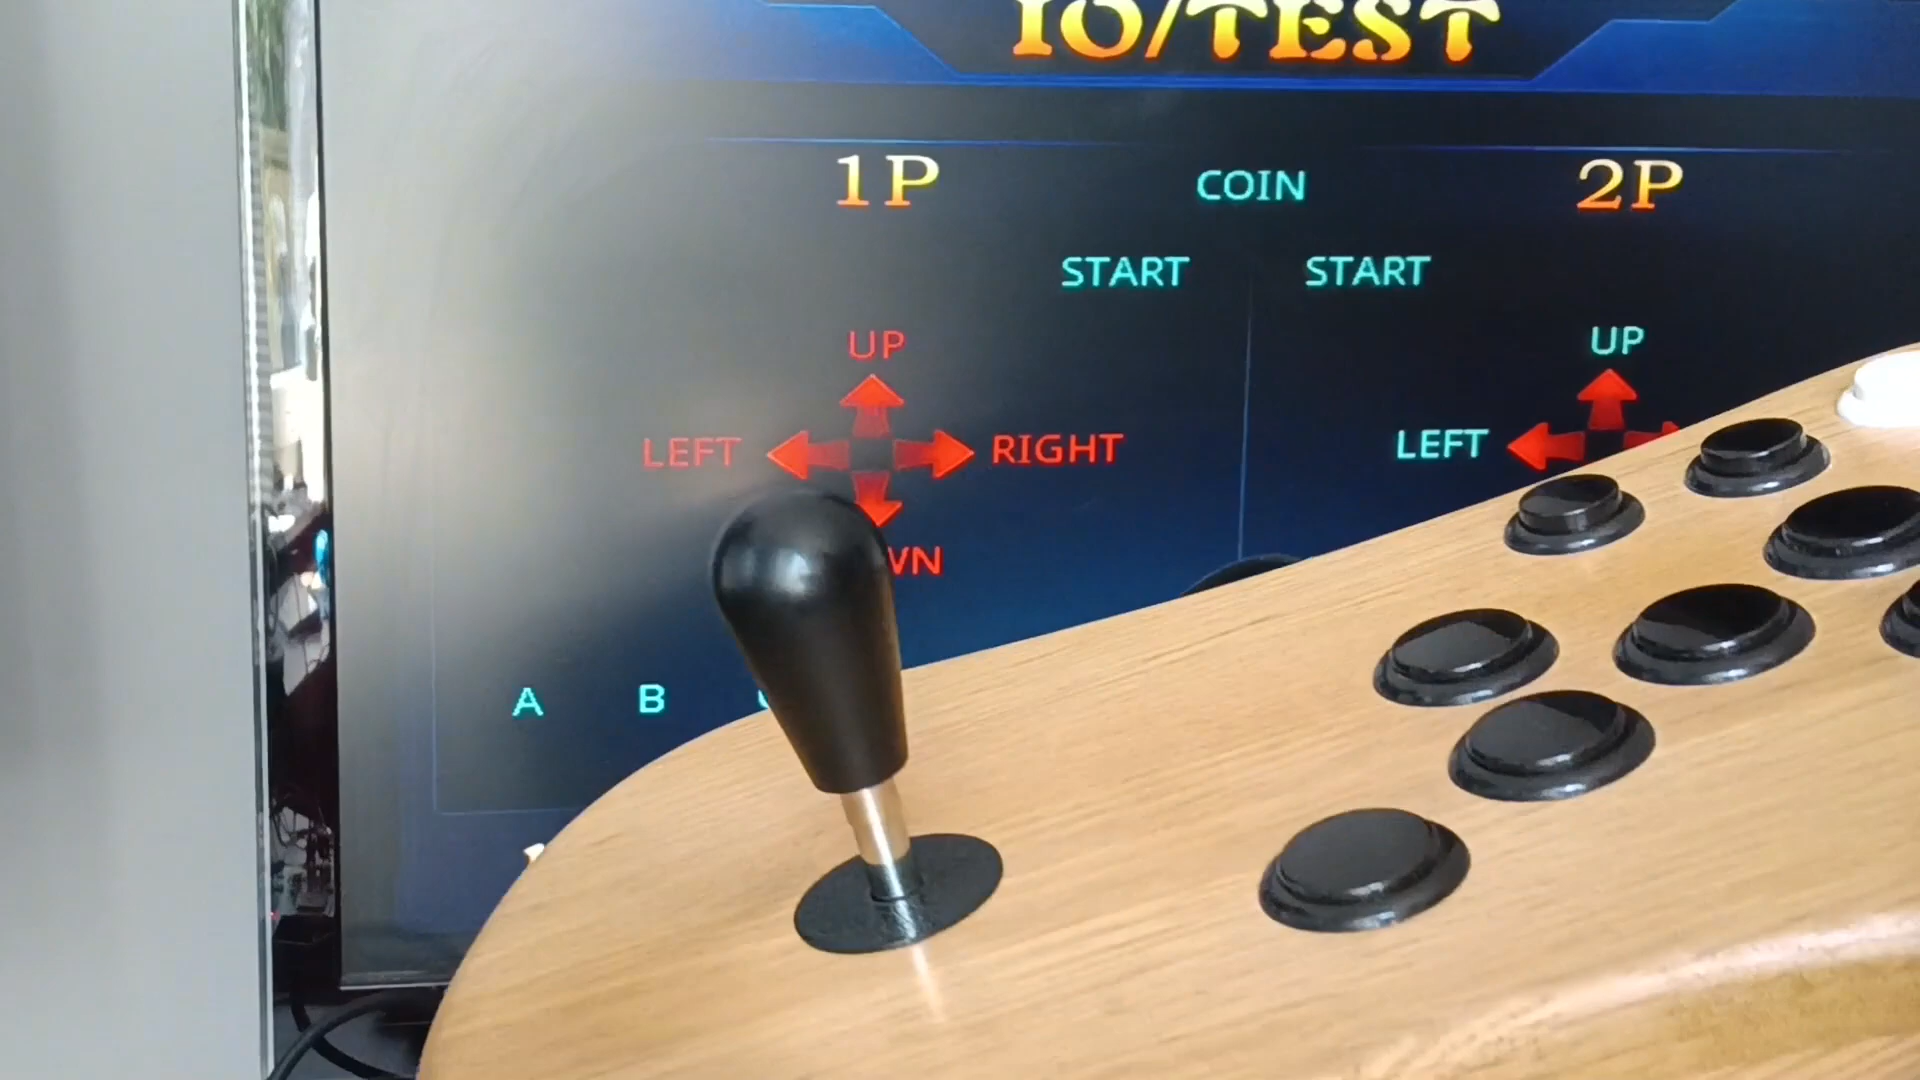 IO/TEST
1P COIN 2P
START START
UP UP
LEFT RIGHT LEFT
A B